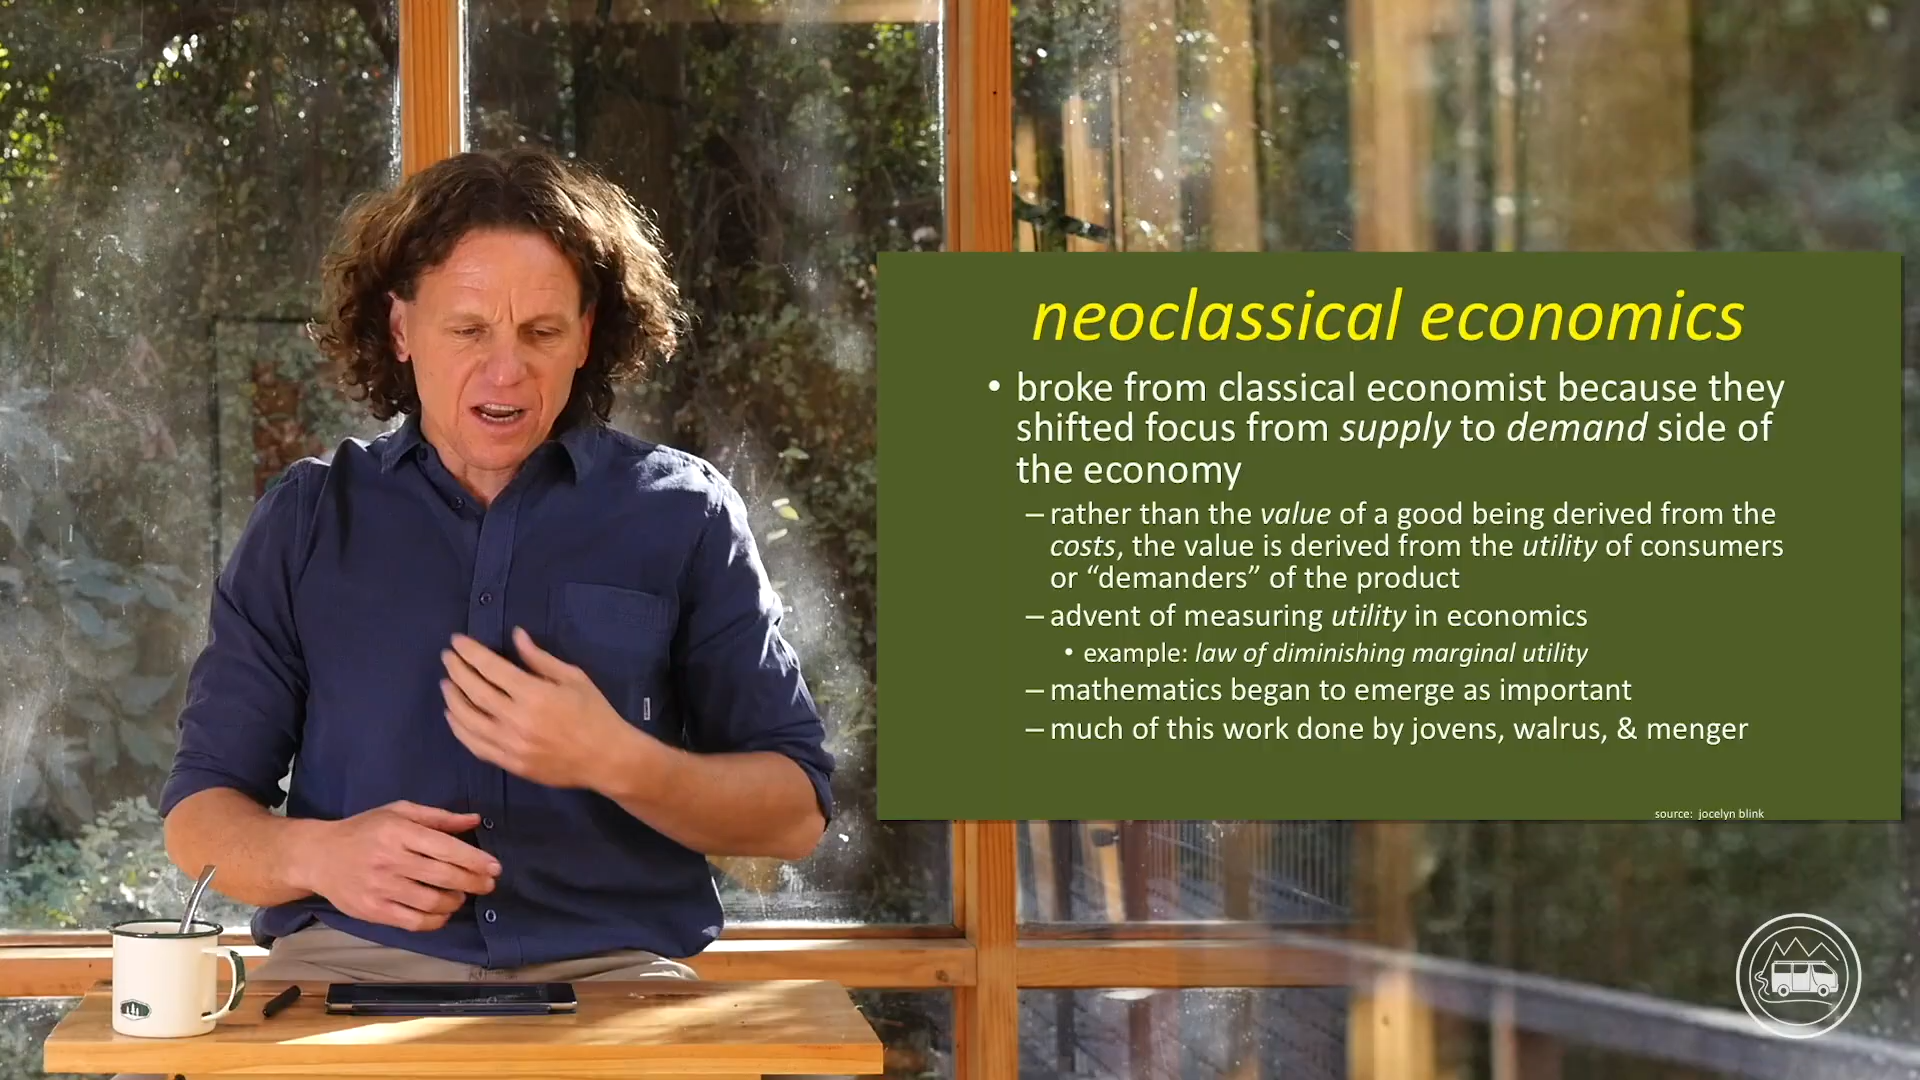 neoclassical economics
• broke from classical economist because they
shifted focus from supply to demand side of
the economy
– rather than the value of a good being derived from the
costs, the value is derived from the utility of consumers
or “demanders” of the product
– advent of measuring utility in economics
• example: law of diminishing marginal utility
– mathematics began to emerge as important
– much of this work done by jovens, walrus, & menger
source: jocelyn blink